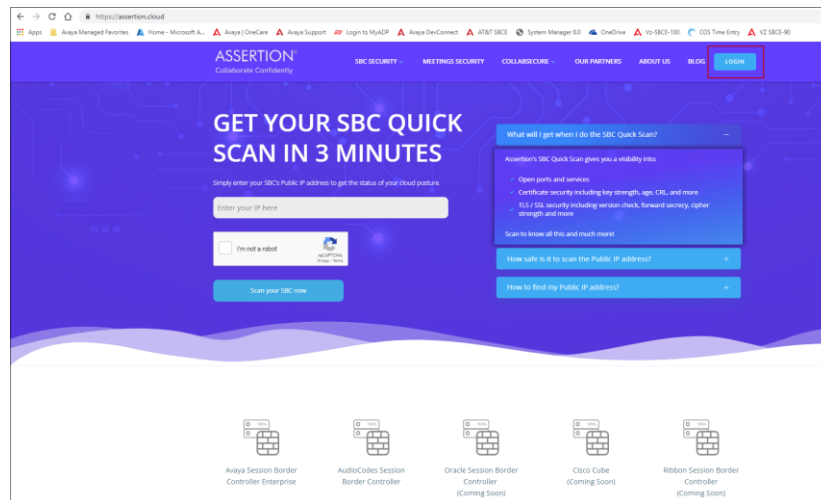 https://assertion.cloud
Apps Avaya Managed Favorites Home - Microsoft A... Avaya | OneCare Avaya Support Login to MyADP Avaya DevConnect AT&T SBCE System Manager 8.0 OneDrive Vz-SBCE-100 CGS Time Entry VZ SBCE-90
ASSERTION®
Collaborate Confidently
SBC SECURITY MEETINGS SECURITY COLLABSECURE OUR PARTNERS ABOUT US BLOG LOGIN
GET YOUR SBC QUICK
SCAN IN 3 MINUTES
Simply enter your SBC's Public IP address to get the status of your cloud posture.
Enter your IP here
I'm not a robot
reCAPTCHA
Privacy - Terms
Scan your SBC now
What will I get when I do the SBC Quick Scan?
Assertion's SBC Quick Scan gives you a visibility into:
Open ports and services
Certificate security including key strength, age, CRL, and more
TLS / SSL security including version check, forward secrecy, cipher
strength and more
Scan to know all this and much more!
How safe is it to scan the Public IP address?
How to find my Public IP address?
Avaya Session Border
Controller Enterprise
AudioCodes Session
Border Controller
Oracle Session Border
Controller
(Coming Soon)
Cisco Cube
(Coming Soon)
Ribbon Session Border
Controller
(Coming Soon)